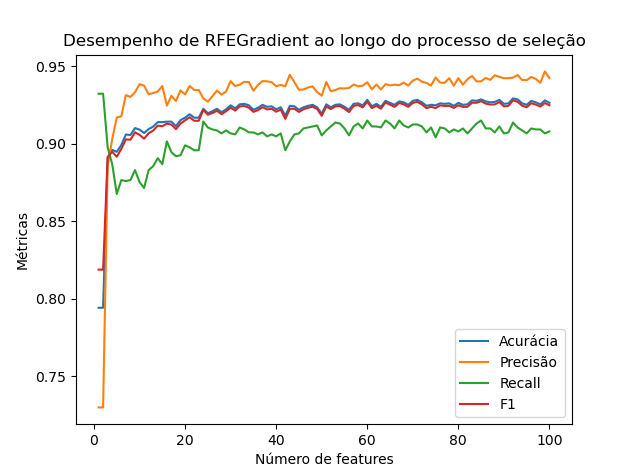 Desempenho de RFEGradient ao longo do processo de seleção
Métricas
0.95
0.90
0.85
0.80
0.75
0 20 40 60 80 100
Número de features
Acurácia
Precisão
Recall
F1